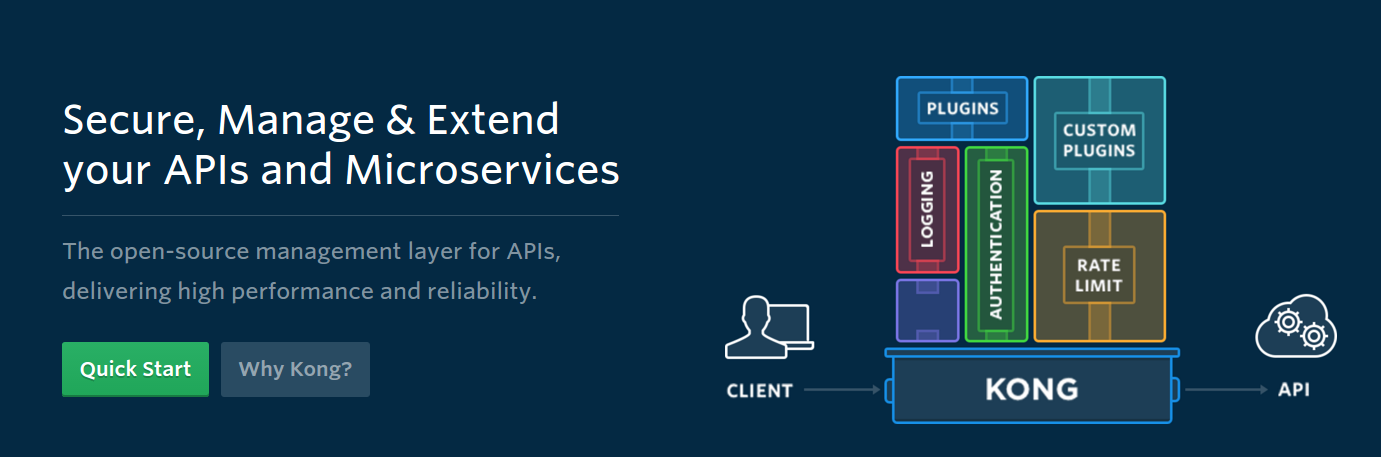 Secure, Manage & Extend
your APIs and Microservices
The open-source management layer for APIs,
delivering high performance and reliability.
Quick Start
Why Kong?
PLUGINS
CUSTOM
PLUGINS
LOGGING
AUTHENTICATION
RATE
LIMIT
CLIENT
KONG
API